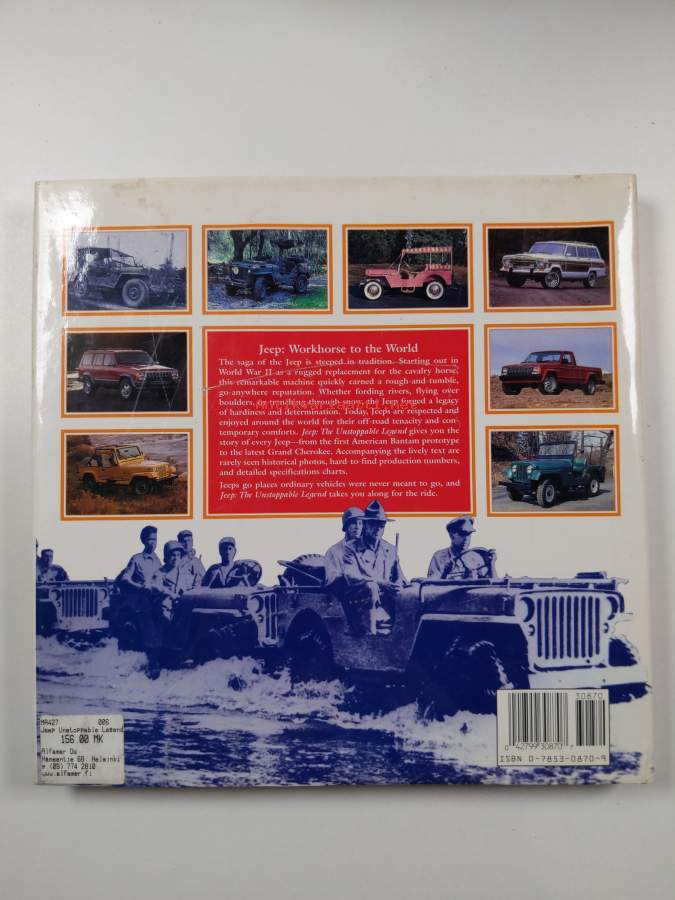 Jeep: Workhorse to the World
The saga of the Jeep is steeped in tradition. Starting out in
World War II as a rugged replacement for the cavalry horse,
this remarkable machine quickly earned a rough-and-tumble,
go-anywhere reputation. Whether fording rivers, flying over
boulders, or trenching through snow, the Jeep forged a legacy
of hardiness and determination. Today, Jeeps are respected and
enjoyed around the world for their off-road tenacity and con-
temporary comforts. Jeep: The Unstoppable Legend gives you the
story of every Jeep—from the first American Bantam prototype
to the latest Grand Cherokee. Accompanying the lively text are
rarely seen historical photos, hard-to-find production numbers,
and detailed specifications charts.
Jeeps go places ordinary vehicles were never meant to go, and
Jeep: The Unstoppable Legend takes you along for the ride.
MA427 006
Jeep Unstoppable Legend
156.00 MK
Alfamer Oy
Hämeentie 68, Helsinki
P (09) 774 2810
www.alfamer.fi
30870
0 42799 30870
ISBN 0-7853-0870-9